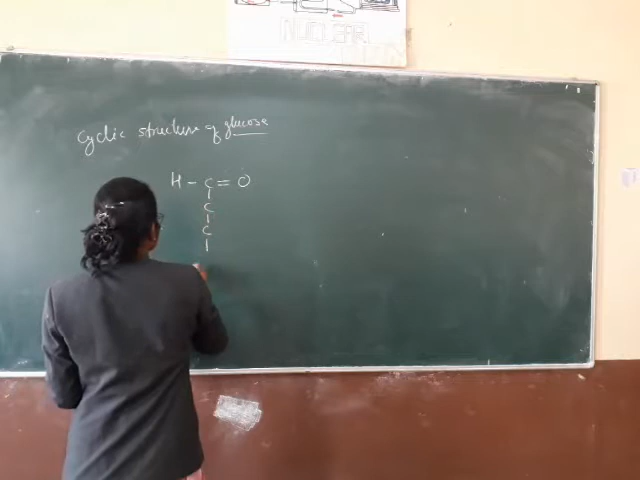 NUCLEAR
Cyclic structure of glucose
H - C = O
C
C